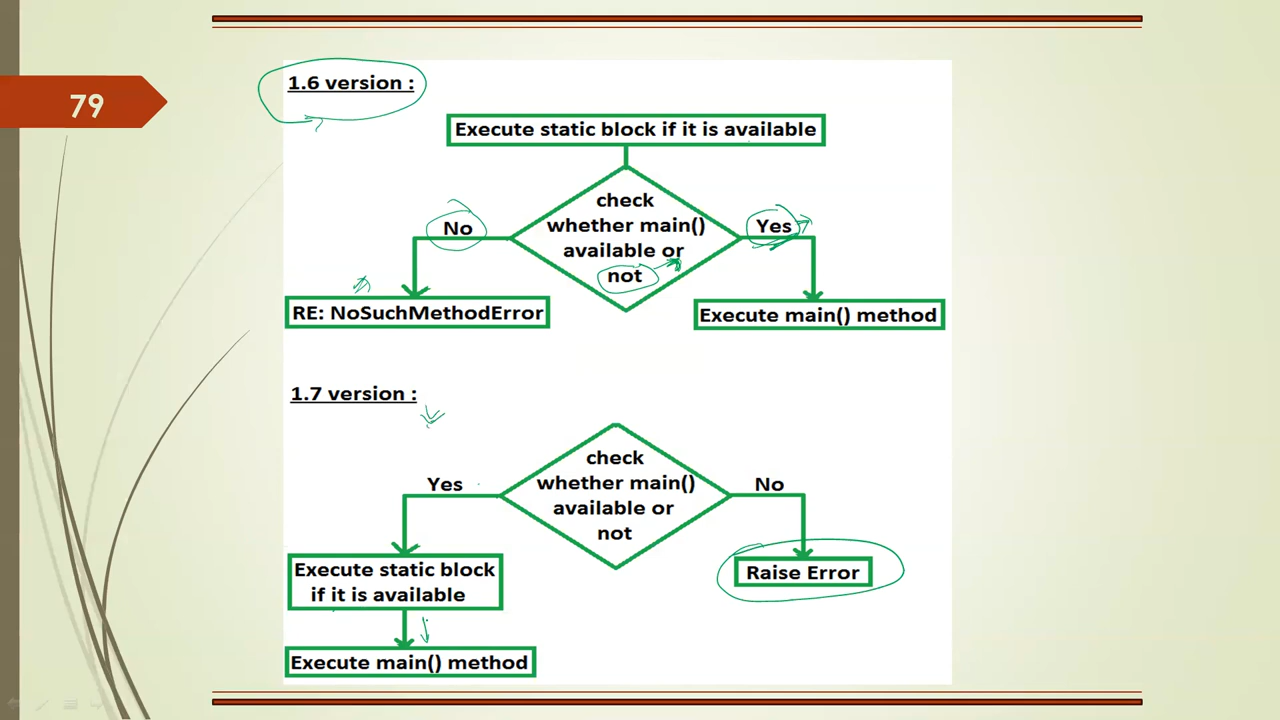 79
1.6 version :
Execute static block if it is available
check
whether main()
available or
not
No
Yes
RE: NoSuchMethodError
Execute main() method
1.7 version :
check
whether main()
available or
not
Yes
No
Execute static block
if it is available
Raise Error
Execute main() method